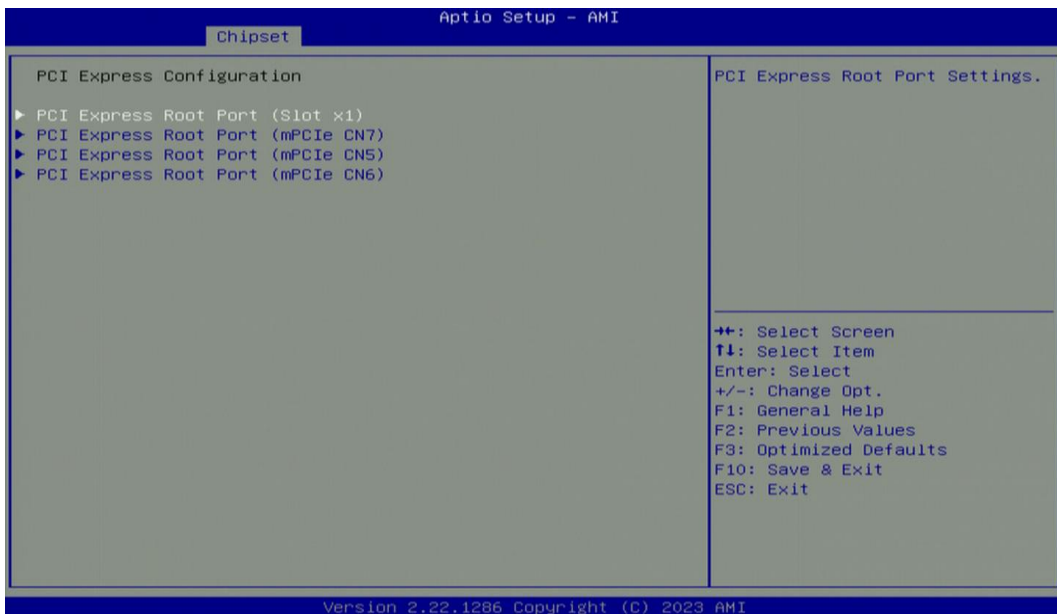 Aptio Setup – AMI
Chipset
PCI Express Configuration
► PCI Express Root Port (Slot x1)
► PCI Express Root Port (mPCIe CN7)
► PCI Express Root Port (mPCIe CN5)
► PCI Express Root Port (mPCIe CN6)
PCI Express Root Port Settings.
→←: Select Screen
↑↓: Select Item
Enter: Select
+/-: Change Opt.
F1: General Help
F2: Previous Values
F3: Optimized Defaults
F10: Save & Exit
ESC: Exit
Version 2.22.1286 Copyright (C) 2023 AMI